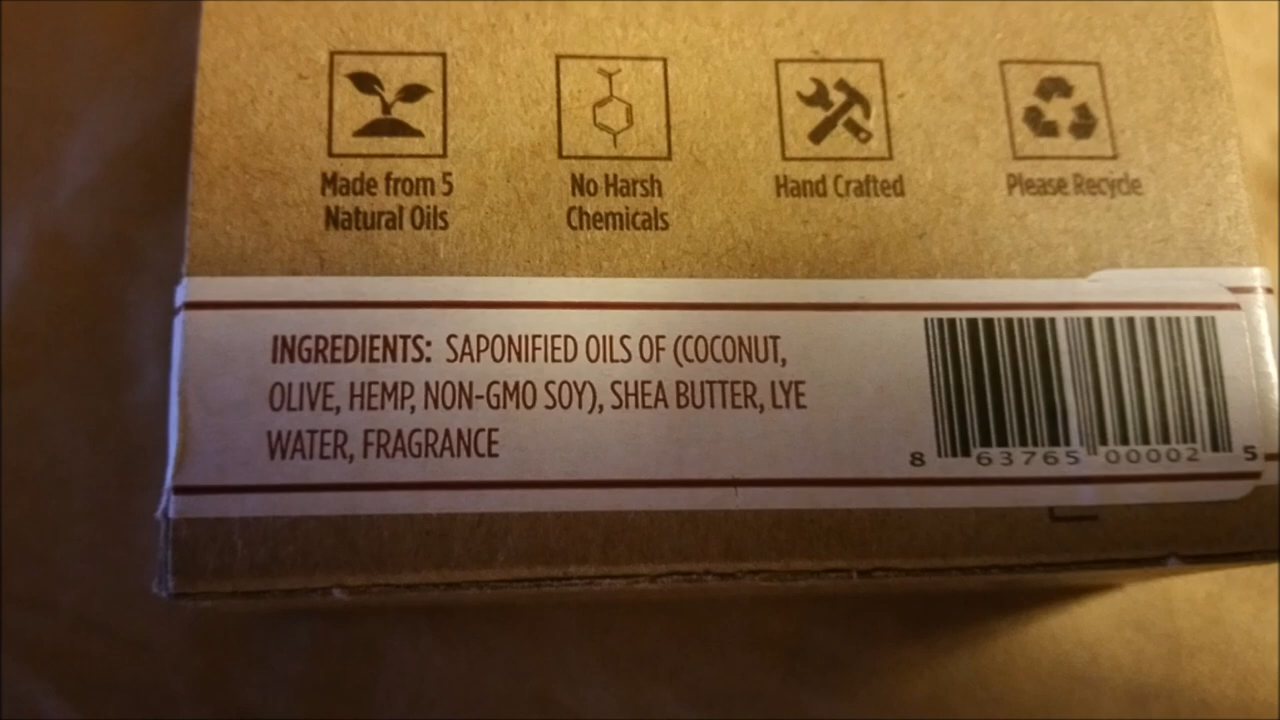 Made from 5
Natural Oils
No Harsh
Chemicals
Hand Crafted
Please Recycle
INGREDIENTS: SAPONIFIED OILS OF (COCONUT,
OLIVE, HEMP, NON-GMO SOY), SHEA BUTTER, LYE
WATER, FRAGRANCE
8 63765 00002 5